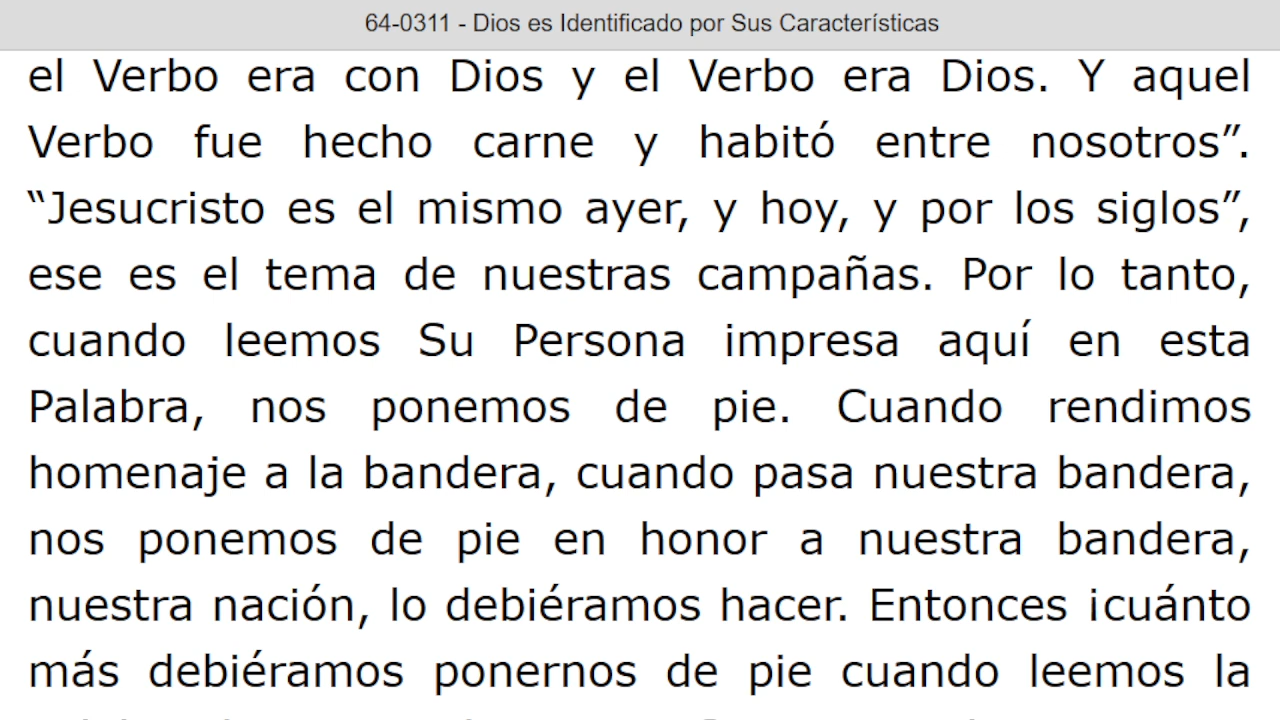 64-0311 - Dios es Identificado por Sus Características
el Verbo era con Dios y el Verbo era Dios. Y aquel
Verbo fue hecho carne y habitó entre nosotros”.
“Jesucristo es el mismo ayer, y hoy, y por los siglos”,
ese es el tema de nuestras campañas. Por lo tanto,
cuando leemos Su Persona impresa aquí en esta
Palabra, nos ponemos de pie. Cuando rendimos
homenaje a la bandera, cuando pasa nuestra bandera,
nos ponemos de pie en honor a nuestra bandera,
nuestra nación, lo debiéramos hacer. Entonces ¡cuánto
más debiéramos ponernos de pie cuando leemos la